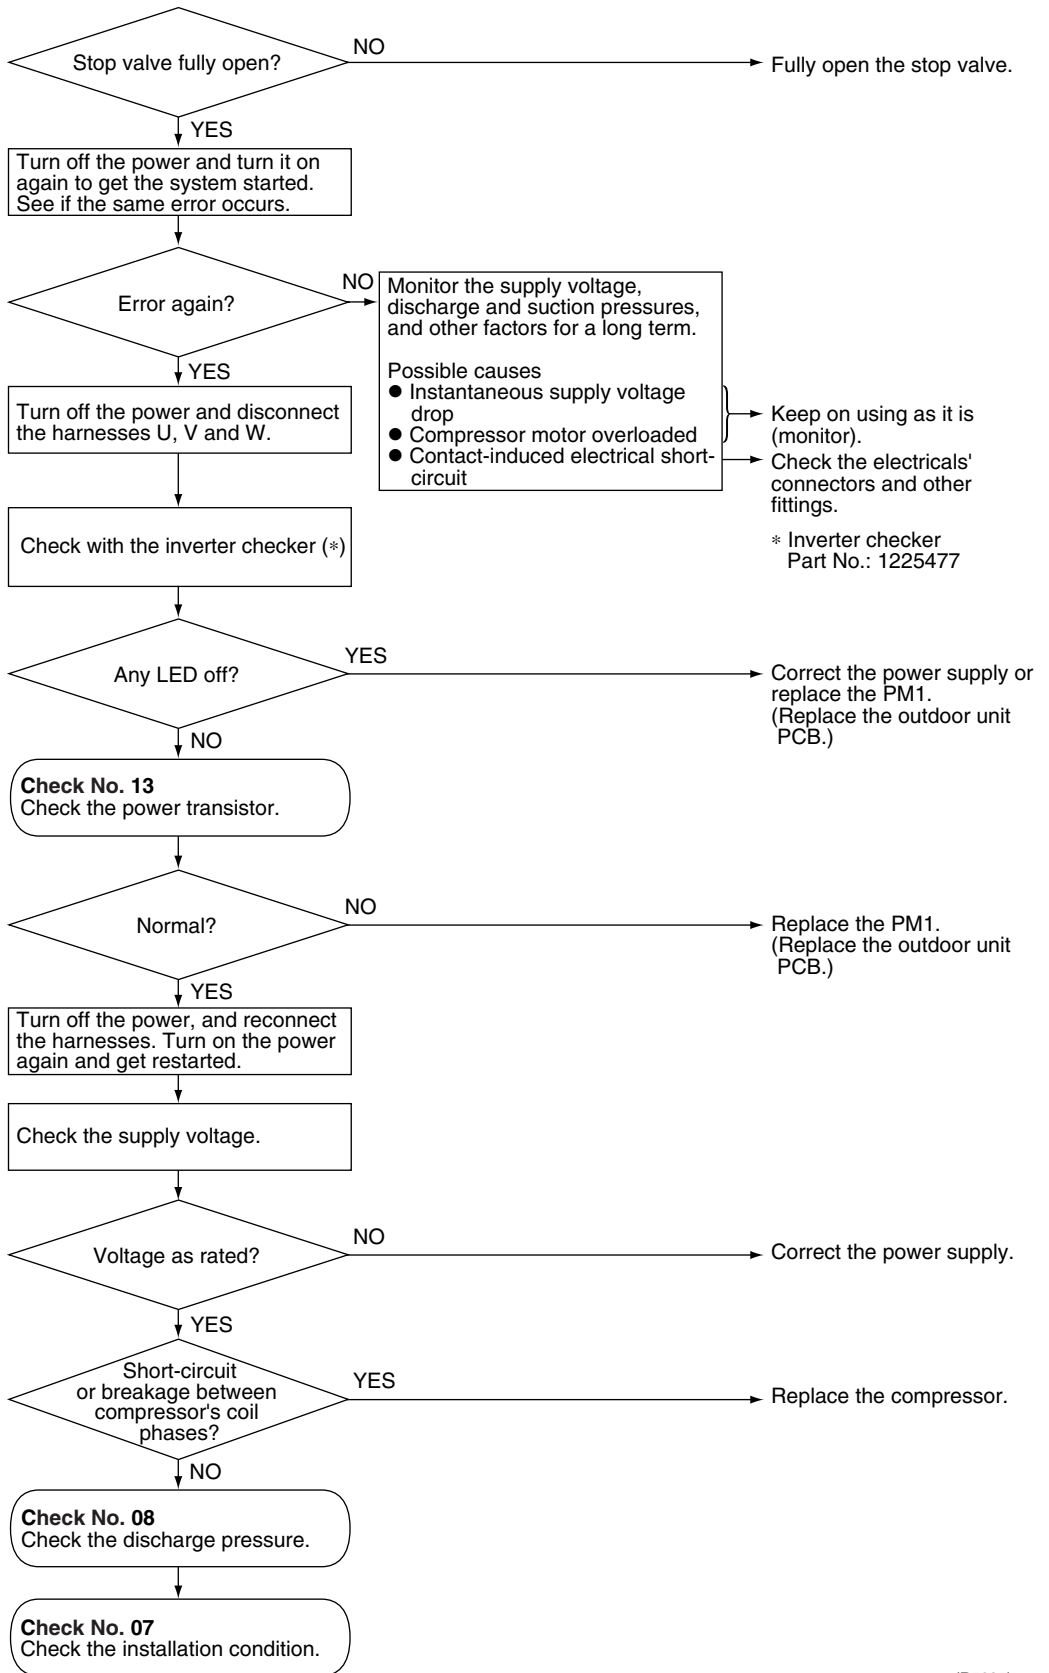 Stop valve fully open?
NO
Fully open the stop valve.
YES
Turn off the power and turn it on
again to get the system started.
See if the same error occurs.
Error again?
NO
Monitor the supply voltage,
discharge and suction pressures,
and other factors for a long term.
Possible causes
● Instantaneous supply voltage
drop
● Compressor motor overloaded
● Contact-induced electrical short-
circuit
Keep on using as it is
(monitor).
Check the electricals'
connectors and other
fittings.
* Inverter checker
Part No.: 1225477
YES
Turn off the power and disconnect
the harnesses U, V and W.
Check with the inverter checker (*)
Any LED off?
YES
Correct the power supply or
replace the PM1.
(Replace the outdoor unit
PCB.)
NO
Check No. 13
Check the power transistor.
Normal?
NO
Replace the PM1.
(Replace the outdoor unit
PCB.)
YES
Turn off the power, and reconnect
the harnesses. Turn on the power
again and get restarted.
Check the supply voltage.
Voltage as rated?
NO
Correct the power supply.
YES
Short-circuit
or breakage between
compressor's coil
phases?
YES
Replace the compressor.
NO
Check No. 08
Check the discharge pressure.
Check No. 07
Check the installation condition.